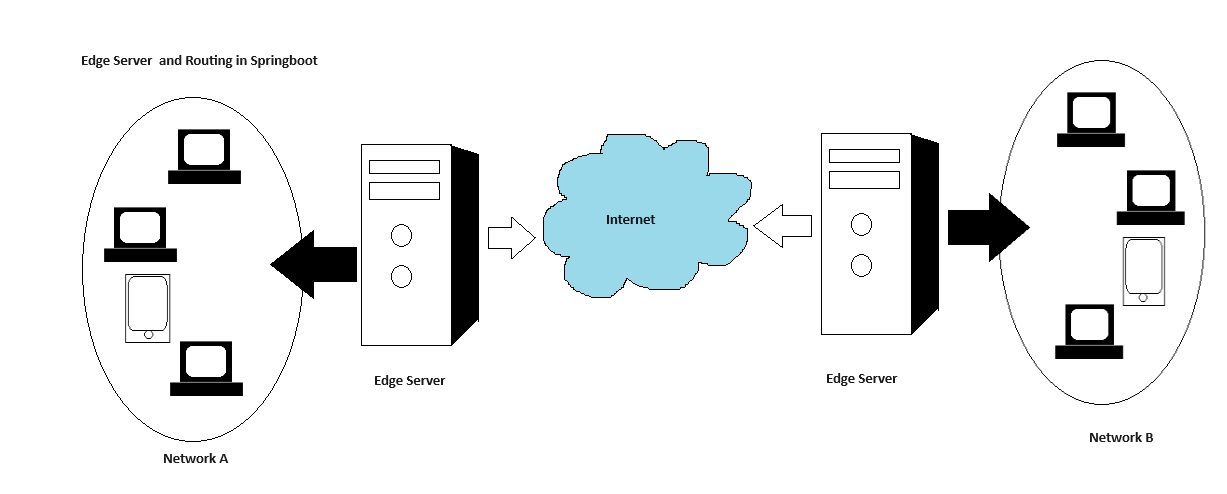 Edge Server  and Routing in Springboot
Internet
Edge Server
Edge Server
Network A
Network B